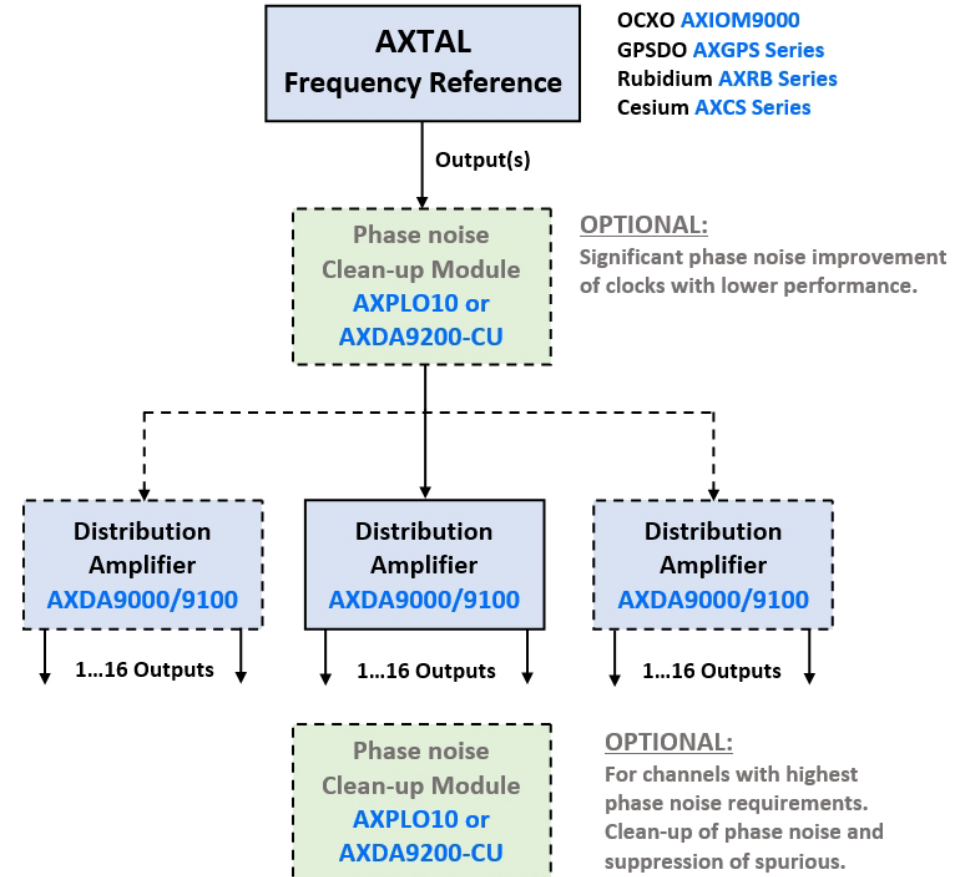 AXTAL
Frequency Reference
OCXO AXIOM9000
GPSDO AXGPS Series
Rubidium AXRB Series
Cesium AXCS Series
Output(s)
Phase noise
Clean-up Module
AXPLO10 or
AXDA9200-CU
OPTIONAL:
Significant phase noise improvement
of clocks with lower performance.
Distribution
Amplifier
AXDA9000/9100
Distribution
Amplifier
AXDA9000/9100
Distribution
Amplifier
AXDA9000/9100
1...16 Outputs
1...16 Outputs
1...16 Outputs
Phase noise
Clean-up Module
AXPLO10 or
AXDA9200-CU
OPTIONAL:
For channels with highest
phase noise requirements.
Clean-up of phase noise and
suppression of spurious.